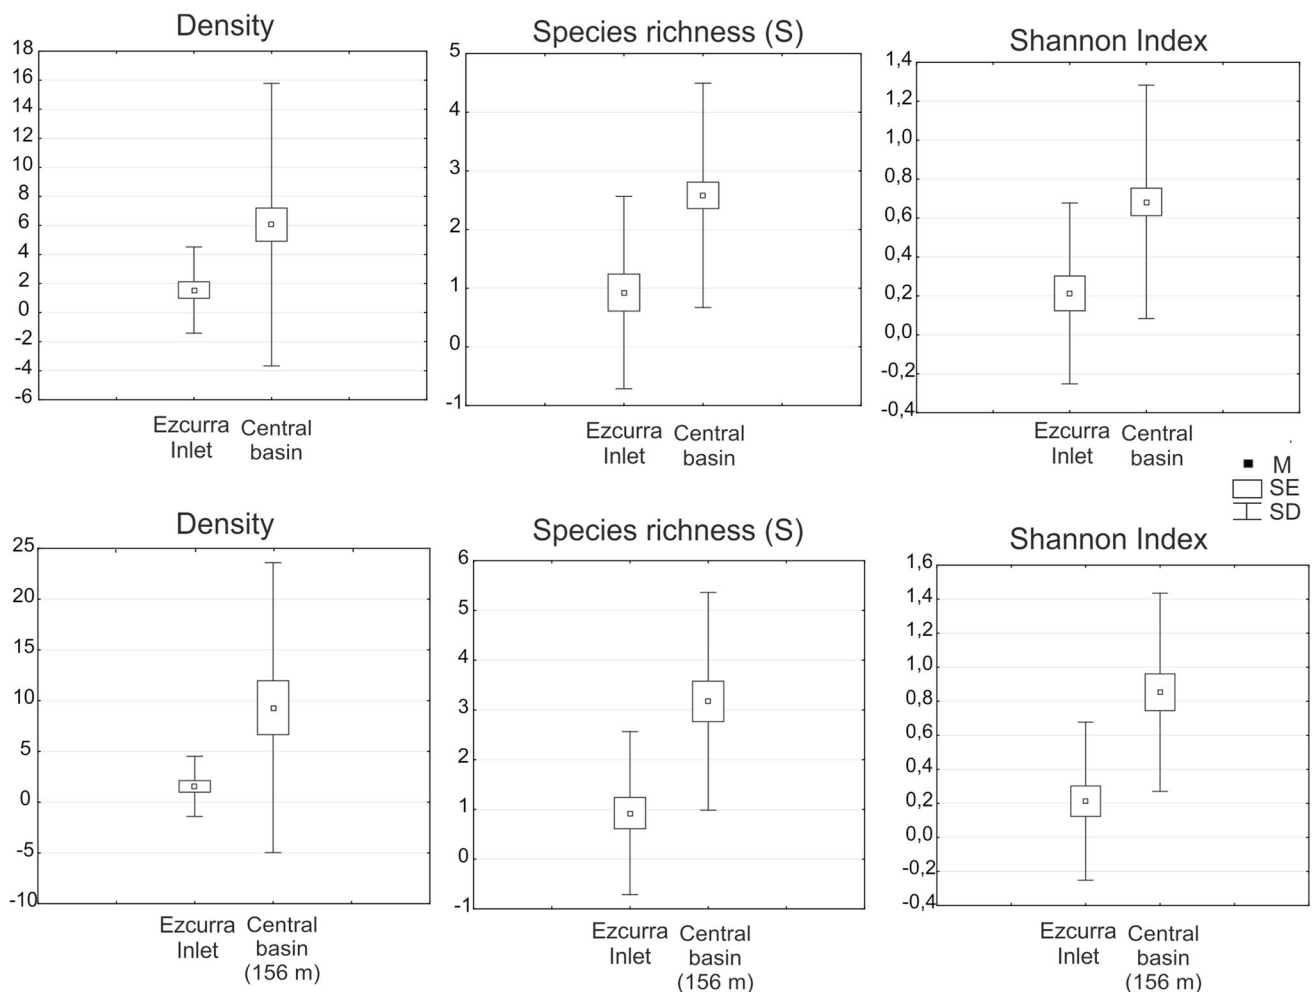 Density
18
16
14
12
10
8
6
4
2
0
-2
-4
-6
Ezcurra Inlet
Central basin
Species richness (S)
5
4
3
2
1
0
-1
Ezcurra Inlet
Central basin
Shannon Index
1,4
1,2
1,0
0,8
0,6
0,4
0,2
0,0
-0,2
-0,4
Ezcurra Inlet
Central basin
M
SE
SD
Density
25
20
15
10
5
0
-5
-10
Ezcurra Inlet
Central basin (156 m)
Species richness (S)
6
5
4
3
2
1
0
-1
Ezcurra Inlet
Central basin (156 m)
Shannon Index
1,6
1,4
1,2
1,0
0,8
0,6
0,4
0,2
0,0
-0,2
-0,4
Ezcurra Inlet
Central basin (156 m)